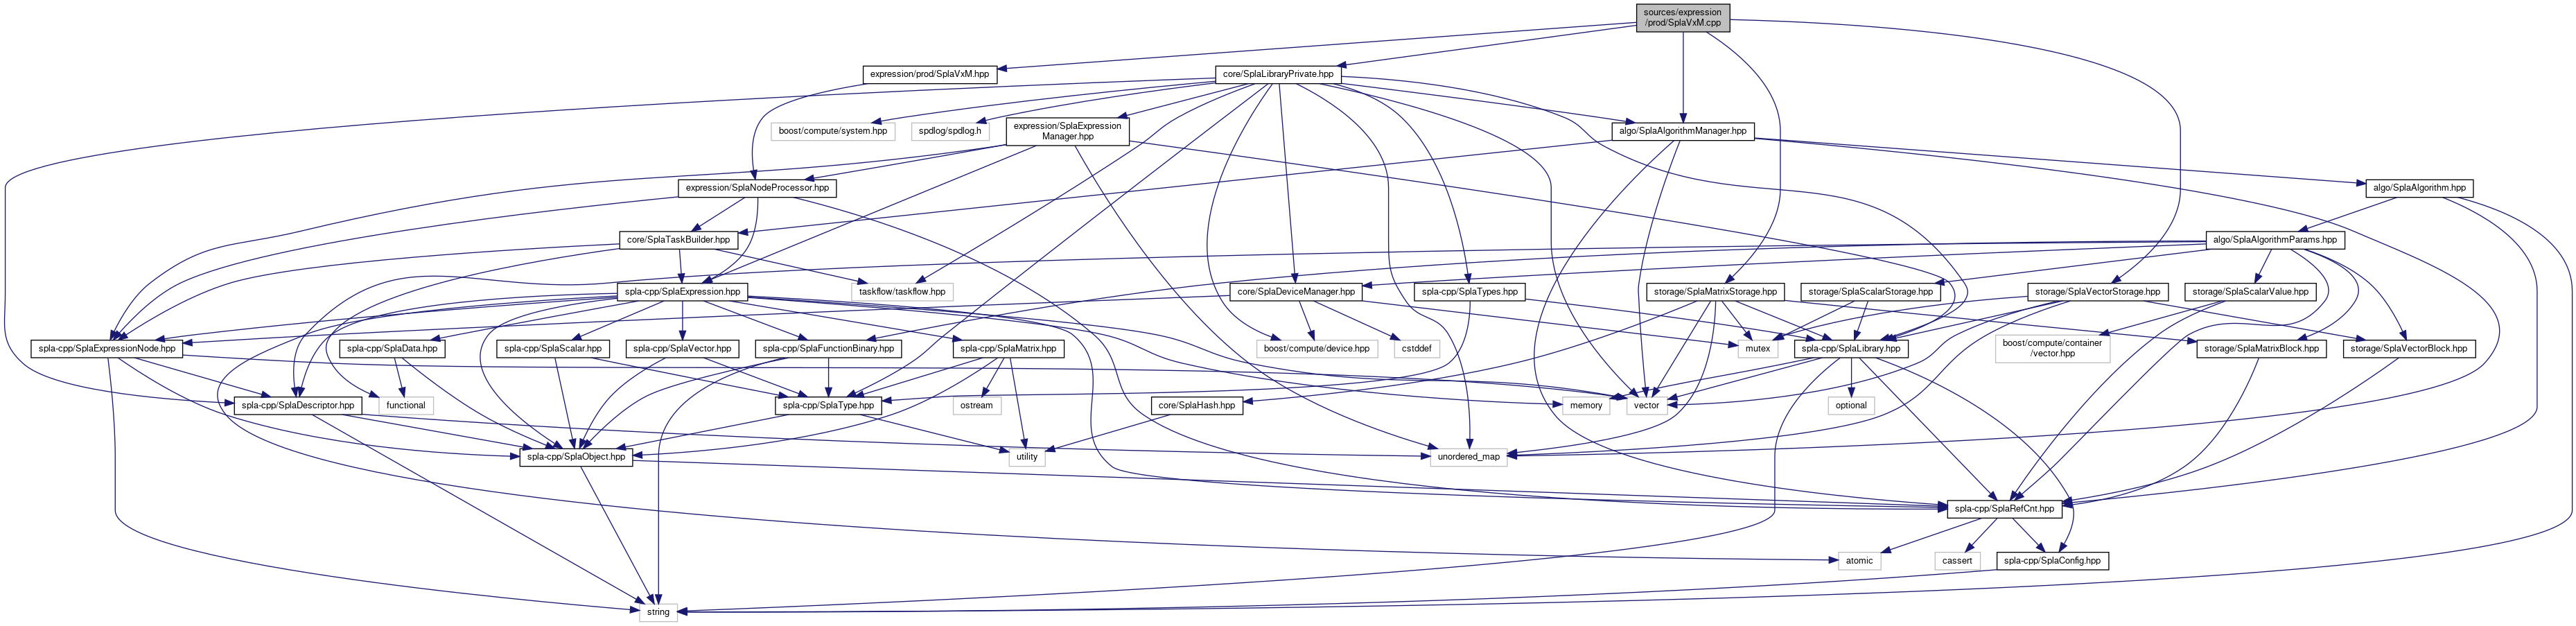 sources/expression
/prod/SplaVxM.cpp
expression/prod/SplaVxM.hpp
core/SplaLibraryPrivate.hpp
boost/compute/system.hpp
spdlog/spdlog.h
expression/SplaExpression
Manager.hpp
algo/SplaAlgorithmManager.hpp
expression/SplaNodeProcessor.hpp
algo/SplaAlgorithm.hpp
core/SplaTaskBuilder.hpp
algo/SplaAlgorithmParams.hpp
spla-cpp/SplaExpression.hpp
taskflow/taskflow.hpp
core/SplaDeviceManager.hpp
spla-cpp/SplaTypes.hpp
storage/SplaMatrixStorage.hpp
storage/SplaScalarStorage.hpp
storage/SplaVectorStorage.hpp
storage/SplaScalarValue.hpp
spla-cpp/SplaExpressionNode.hpp
spla-cpp/SplaData.hpp
spla-cpp/SplaScalar.hpp
spla-cpp/SplaVector.hpp
spla-cpp/SplaFunctionBinary.hpp
spla-cpp/SplaMatrix.hpp
boost/compute/device.hpp
cstddef
mutex
spla-cpp/SplaLibrary.hpp
boost/compute/container
/vector.hpp
storage/SplaMatrixBlock.hpp
storage/SplaVectorBlock.hpp
spla-cpp/SplaDescriptor.hpp
functional
spla-cpp/SplaType.hpp
ostream
core/SplaHash.hpp
memory
vector
optional
spla-cpp/SplaObject.hpp
utility
unordered_map
spla-cpp/SplaRefCnt.hpp
atomic
cassert
spla-cpp/SplaConfig.hpp
string